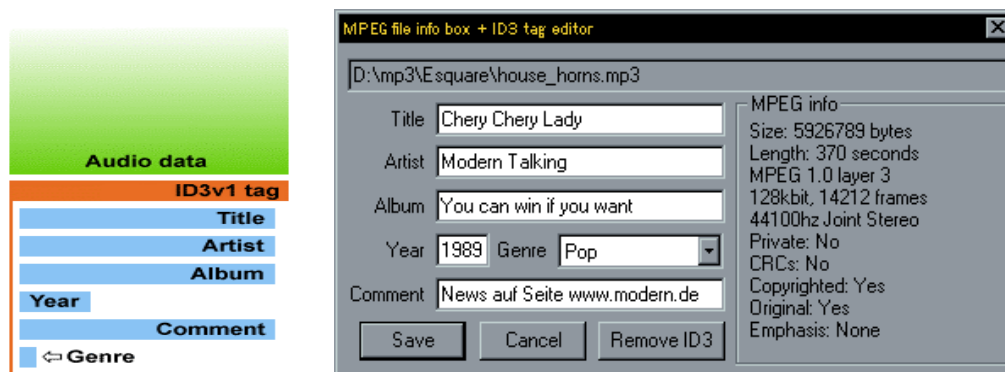 Audio data
ID3v1 tag
Title
Artist
Album
Year
Comment
⇦ Genre
MPEG file info box + ID3 tag editor
D:\mp3\Esquare\house_horns.mp3
Title Chery Chery Lady
Artist Modern Talking
Album You can win if you want
Year 1989 Genre Pop
Comment News auf Seite www.modern.de
Save Cancel Remove ID3
MPEG info
Size: 5926789 bytes
Length: 370 seconds
MPEG 1.0 layer 3
128kbit, 14212 frames
44100hz Joint Stereo
Private: No
CRCs: No
Copyrighted: Yes
Original: Yes
Emphasis: None